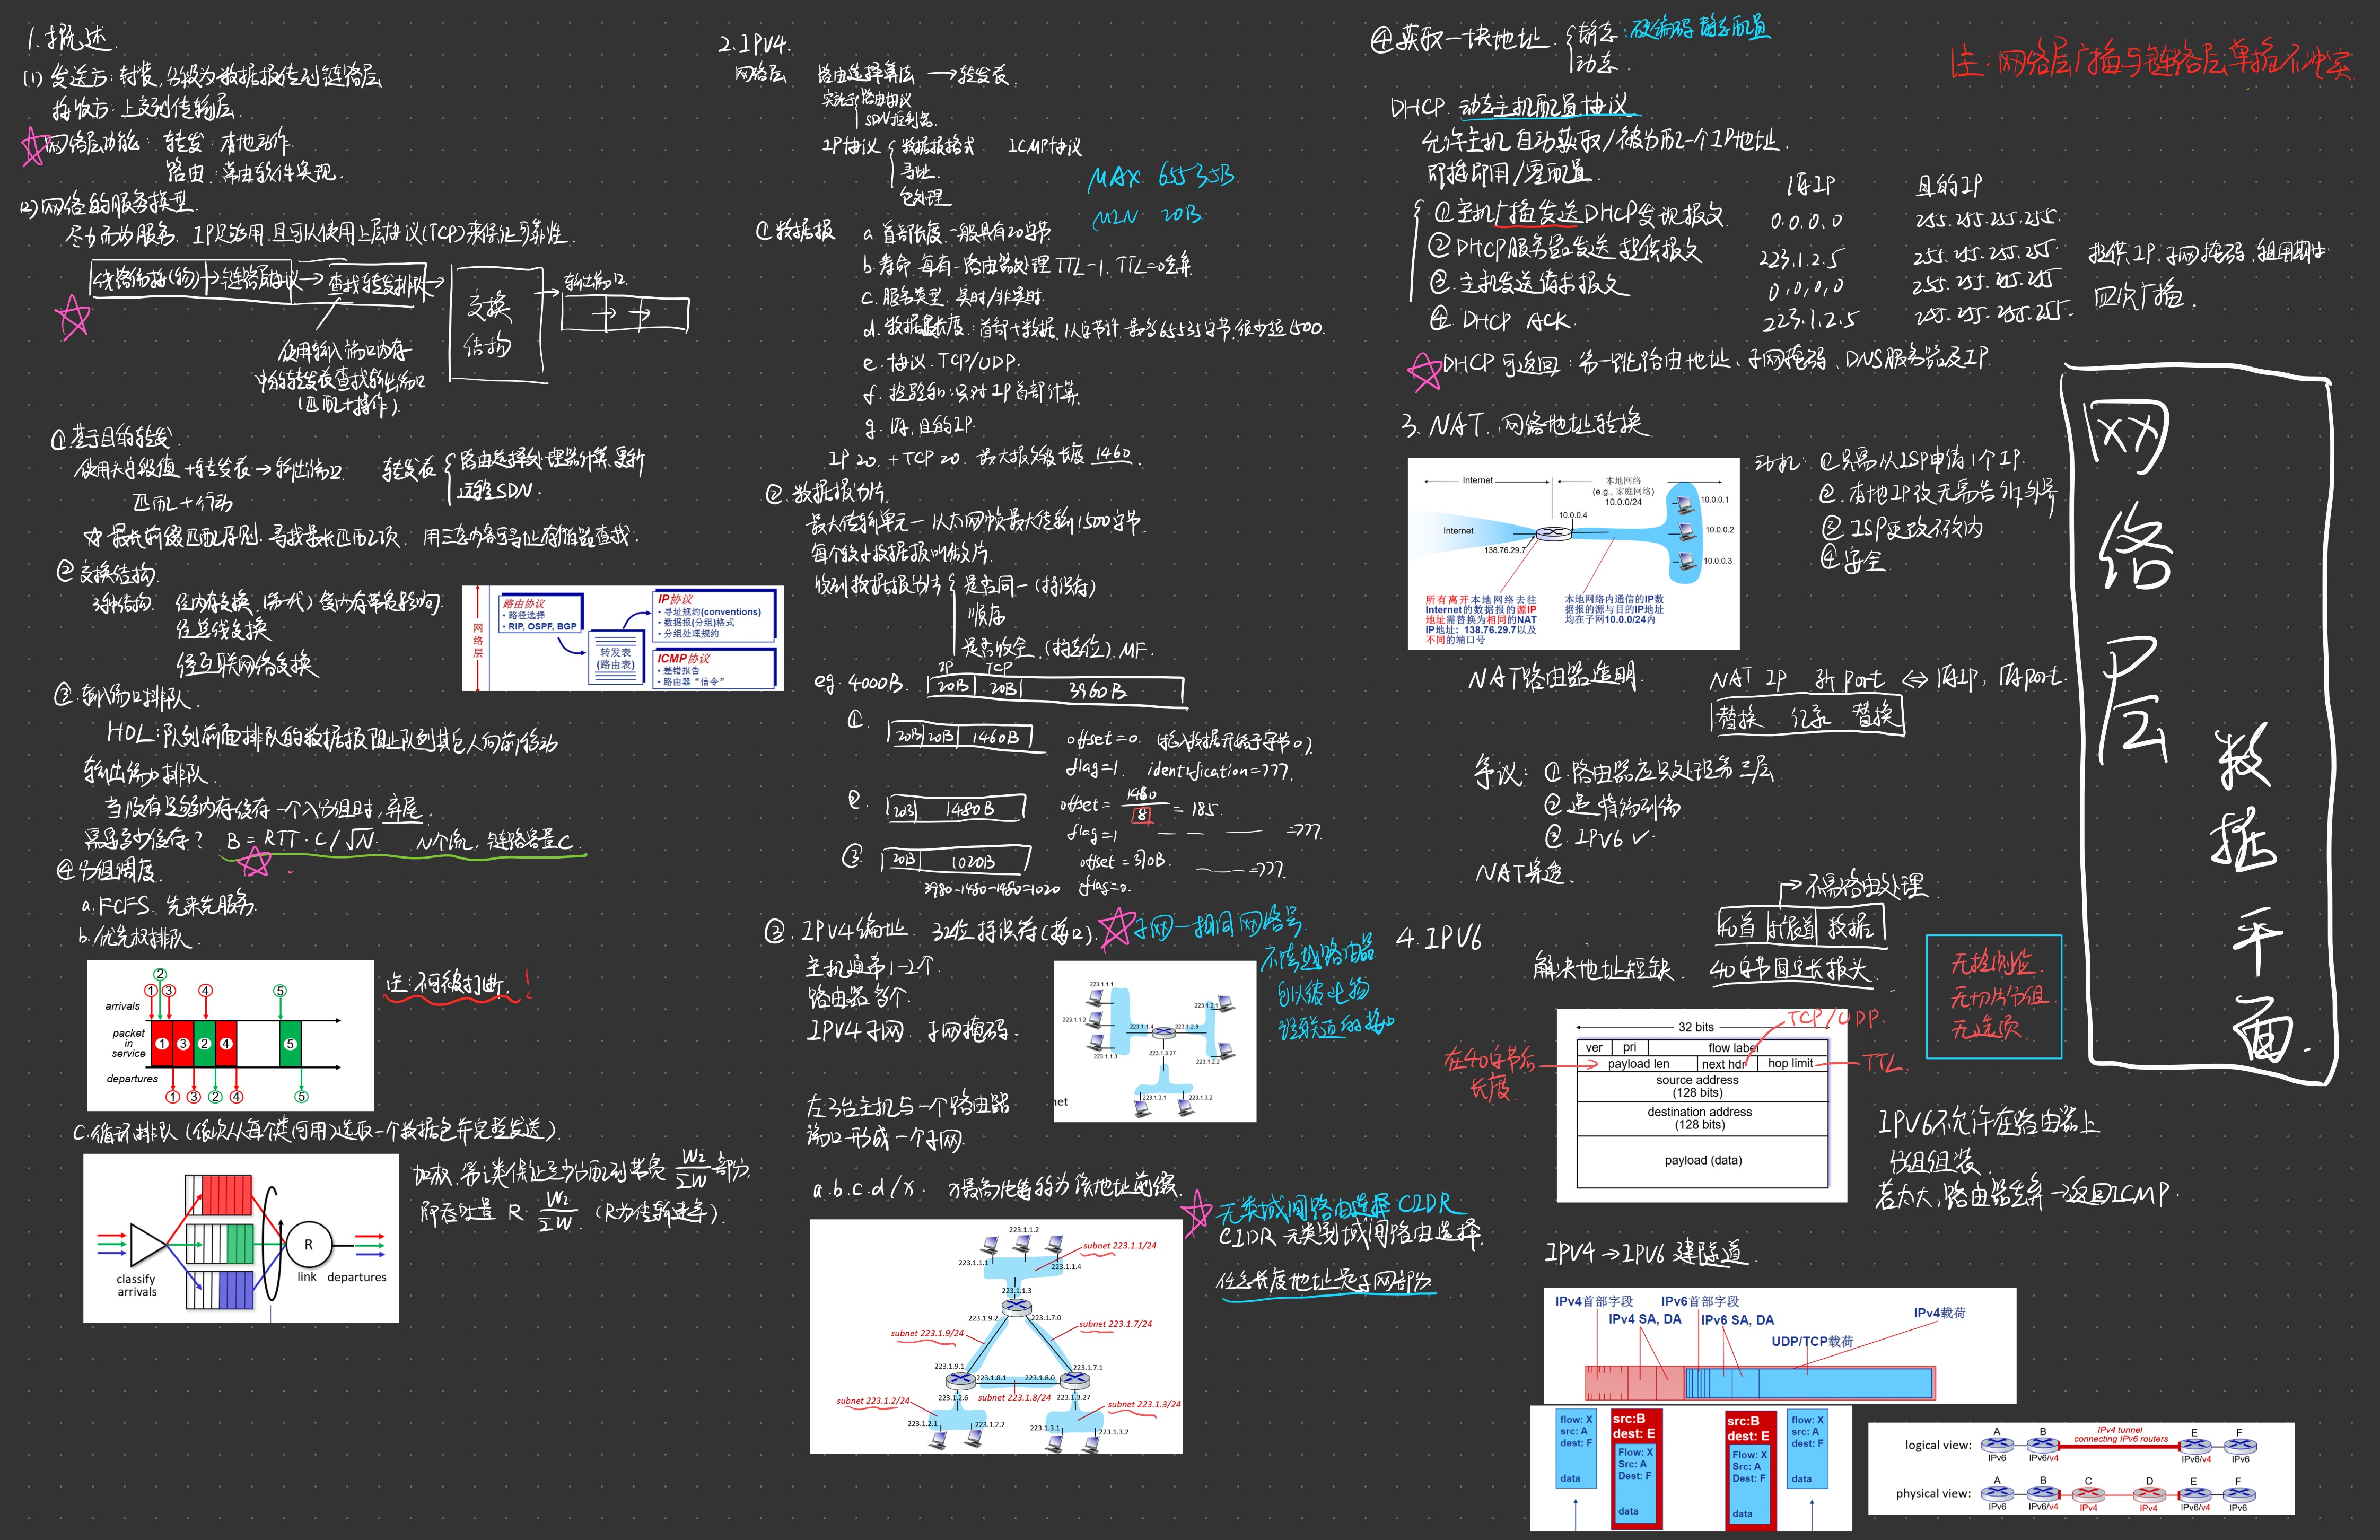 1. 概述
(1) 发送方：封装，分段为数据报传到链路层
接收方：上交到传输层.
网络层功能：转发：本地动作.
路由：常由软件实现.
(2) 网络的服务模型
尽力而为服务. IP足够用，且可以使用上层协议(TCP)来保证可靠性.
线路终接(物)→链路层协议→查找转发排队→
交换
结构
输出端口
使用输入端口内存
中的转发表查找输出端口
(匹配+操作).
① 基于目的转发.
使用首部值+转发表→输出端口
匹配+行动
转发表
路由选择处理器计算、更新
远程SDN.
☆ 最长前缀匹配原则. 寻找最长匹配项. 用三态内容可寻址存储器查找.
② 交换结构.
3种结构. 经内存交换 (第一代) 受内存带宽影响.
经总线交换
经互联网络交换
路由协议
• 路径选择
• RIP, OSPF, BGP
网络层
转发表
(路由表)
IP协议
• 寻址规约(conventions)
• 数据报(分组)格式
• 分组处理规约
ICMP协议
• 差错报告
• 路由器 “信令”
③ 输入端口排队.
HOL: 队列前面排队的数据报阻止队列其它人向前移动
输出端口排队.
当没有足够内存缓存一个入分组时, 弃尾.
需要多少缓存? B=RTT·C/√N. N个流, 链路容量C.
④ 分组调度.
a. FCFS. 先来先服务.
b. 优先权排队.
注: 不可被打断. !
arrivals
packet
in
service
departures
1 3 2 4 5
C. 循环排队 (依次从每个类(可用)选取一个数据包并完整发送).
classify
arrivals
R
link departures
加权. 第i类保证至少分配到带宽 Wi/ΣW 部分.
即吞吐量 R· Wi/ΣW. (R为传输速率).
2. IPV4.
网络层
路由选择算法 → 转发表.
实施于
路由协议
SDN控制器.
IP协议
数据报格式
寻址.
包处理
ICMP协议
MAX 65535B
MIN 20B
① 数据报
a. 首部长度. 一般具有20字节.
b. 寿命 每有一路由器处理 TTL-1. TTL=0丢弃.
c. 服务类型. 实时/非实时.
d. 数据报长度: 首部+数据, 以字节计. 最多65535字节, 很少超1500.
e. 协议. TCP/UDP.
f. 检验和: 只对IP首部计算.
g. 源, 目的IP.
IP 20. + TCP 20. 最大报文段长度 1460.
② 数据报分片.
最大传输单元—以太网中最大传输1500字节.
每个较小数据报叫做片.
收到数据报分片
是否同一(标识符)
顺序
是否收全. (标志位) MF.
eg. 4000B.
IP TCP
20B 20B 3960B
①.
20B 20B 1460B
offset=0. (插入数据开始于字节0).
flag=1. identification=777.
②.
20B 1480B
offset= 1480/8 = 185.
flag=1 — — — =777.
③
20B 1020B
offset=370B. — — =777.
3980-1480-1480=1020 flag=0.
③. IPV4编址. 32位标识符(接口).
子网—相同网络号
不跨越路由器
可以彼此物
理联通的接口
主机通常1-2个.
路由器多个.
IPV4子网. 子网掩码.
223.1.1.1
223.1.1.2
223.1.1.3
223.1.1.4
223.1.2.9
223.1.2.1
223.1.2.2
223.1.3.27
223.1.3.1
223.1.3.2
net
左3台主机与一个路由器
端口形成一个子网.
a.b.c.d/x. x最高比特的为该地址前缀.
无类域间路由选择 CIDR
CIDR 无类别域间路由选择.
任意长度地址是子网部分
223.1.1.2
subnet 223.1.1/24
223.1.1.1
223.1.1.4
223.1.1.3
223.1.9.2
223.1.7.0
subnet 223.1.9/24
subnet 223.1.7/24
223.1.9.1
223.1.7.1
223.1.8.1
223.1.8.0
subnet 223.1.8/24
223.1.2.6
223.1.3.27
subnet 223.1.2/24
subnet 223.1.3/24
223.1.2.1
223.1.2.2
223.1.3.1
223.1.3.2
④ 获取一块地址.
静态: 硬编码 静态配置
动态.
注: 网络层广播与链路层单播不冲突
DHCP. 动态主机配置协议
允许主机自动获取/被分配一个IP地址.
即插即用/零配置.
源IP 目的IP
① 主机广播发送DHCP发现报文. 0.0.0.0 255.255.255.255.
② DHCP服务器发送提供报文 223.1.2.5 255.255.255.255 提供IP, 子网掩码, 租用期etc
③. 主机发送请求报文 0.0.0.0 255.255.255.255
四次广播.
④. DHCP ACK. 223.1.2.5 255.255.255.255.
DHCP可返回: 第一跳路由地址、子网掩码、DNS服务器及IP.
网络层
数据平面.
3. NAT. 网络地址转换
Internet
本地网络
(e.g., 家庭网络)
10.0.0/24
10.0.0.1
10.0.0.4
Internet
10.0.0.2
138.76.29.7
10.0.0.3
所有离开本地网络去往
Internet的数据报的源IP
地址需替换为相同的NAT
IP地址: 138.76.29.7以及
不同的端口号
本地网络内通信的IP数
据报的源与目的IP地址
均在子网10.0.0/24内
动机: ① 只需从ISP申请1个IP.
②. 本地IP改无需告诉外界
③ ISP更改不改内
④ 安全.
NAT路由器透明.
NAT IP 新port ⇔ 源IP, 源port.
替换 记录 替换
争议: ① 路由器应只处理第三层.
② 违背端到端
③ IPV6 ✓.
NAT穿透.
4. IPV6
→不需路由处理
40首 扩展首 数据
解决地址短缺. 40字节固定长报头.
无检测位.
无切片分组.
无选项
32 bits
TCP/UDP.
ver pri flow label
在40字节后
长度.
payload len next hdr hop limit
TTL.
source address
(128 bits)
destination address
(128 bits)
payload (data)
IPV6不允许在路由器上
分组组装.
若太大, 路由器丢弃→返回ICMP.
IPV4→IPV6 建隧道.
IPv4首部字段 IPv6首部字段 IPv4载荷
IPv4 SA, DA IPv6 SA, DA
UDP/TCP载荷
flow: X
src: A
dest: F
data
src:B
dest: E
Flow: X
Src: A
Dest: F
data
src:B
dest: E
Flow: X
Src: A
Dest: F
data
flow: X
src: A
dest: F
data
IPv4 tunnel
connecting IPv6 routers
A B E F
logical view:
IPv6 IPv6/v4 IPv6/v4 IPv6
A B C D E F
physical view:
IPv6 IPv6/v4 IPv4 IPv4 IPv6/v4 IPv6